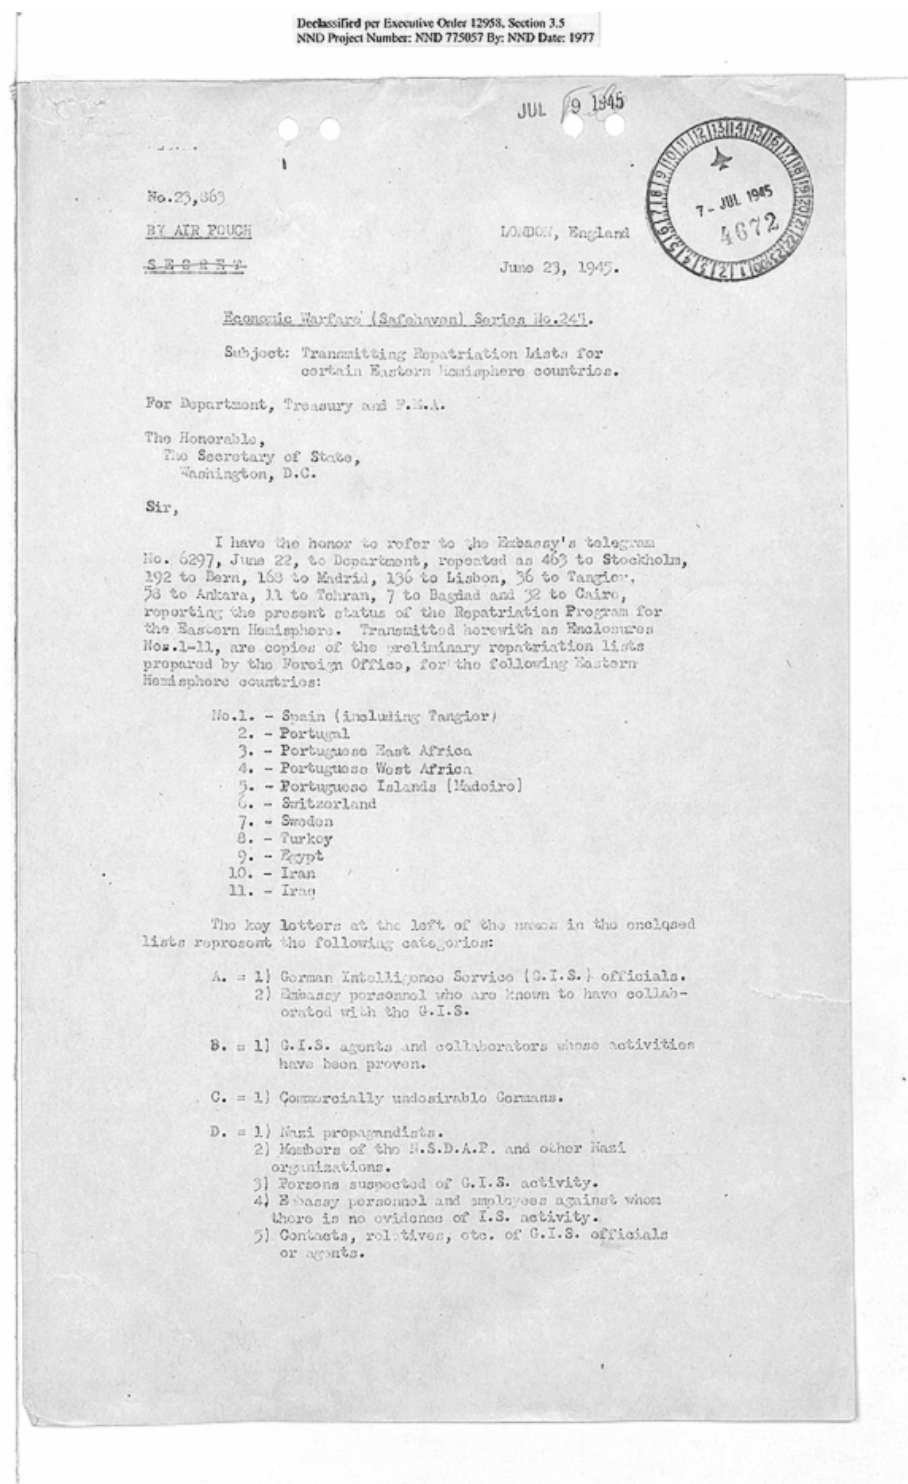 Declassified per Executive Order 12958, Section 3.5
NND Project Number: NND 775057 By: NND Date: 1977
JUL 9 1945
7 - JUL 1945
4672
No.23,863
BY AIR POUCH
LONDON, England
SECRET
June 23, 1945.
Economic Warfare (Safehaven) Series No.245.
Subject: Transmitting Repatriation Lists for
certain Eastern Hemisphere countries.
For Department, Treasury and F.E.A.
The Honorable,
The Secretary of State,
Washington, D.C.
Sir,
I have the honor to refer to the Embassy's telegram
No. 6297, June 22, to Department, repeated as 463 to Stockholm,
192 to Bern, 168 to Madrid, 136 to Lisbon, 36 to Tangier,
58 to Ankara, 11 to Tehran, 7 to Bagdad and 32 to Cairo,
reporting the present status of the Repatriation Program for
the Eastern Hemisphere. Transmitted herewith as Enclosures
Nos.1-11, are copies of the preliminary repatriation lists
prepared by the Foreign Office, for the following Eastern
Hemisphere countries:
No.1. - Spain (including Tangier)
2. - Portugal
3. - Portuguese East Africa
4. - Portuguese West Africa
5. - Portuguese Islands (Madeiro)
6. - Switzerland
7. - Sweden
8. - Turkey
9. - Egypt
10. - Iran
11. - Iraq
The key letters at the left of the names in the enclosed
lists represent the following categories:
A. = 1) German Intelligence Service (G.I.S.) officials.
2) Embassy personnel who are known to have collab-
orated with the G.I.S.
B. = 1) G.I.S. agents and collaborators whose activities
have been proven.
C. = 1) Commercially undesirable Germans.
D. = 1) Nazi propagandists.
2) Members of the N.S.D.A.P. and other Nazi
organizations.
3) Persons suspected of G.I.S. activity.
4) Embassy personnel and employees against whom
there is no evidence of I.S. activity.
5) Contacts, relatives, etc. of G.I.S. officials
or agents.